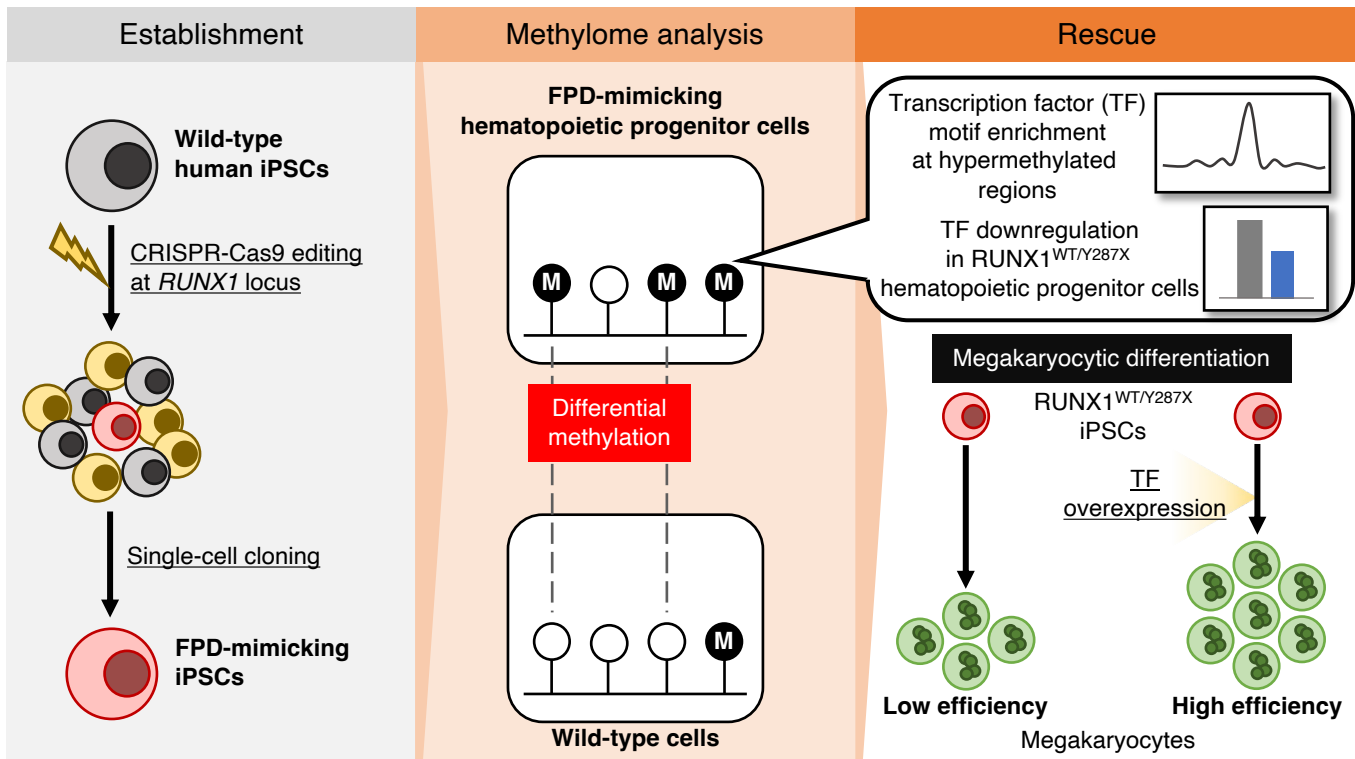 Establishment
Wild-type
human iPSCs
CRISPR-Cas9 editing
at RUNX1 locus
Single-cell cloning
FPD-mimicking
iPSCs
Methylome analysis
FPD-mimicking
hematopoietic progenitor cells
M
M
M
Differential
methylation
M
Wild-type cells
Rescue
Transcription factor (TF)
motif enrichment
at hypermethylated
regions
TF downregulation
in RUNX1WT/Y287X
hematopoietic progenitor cells
Megakaryocytic differentiation
RUNX1WT/Y287X
iPSCs
TF
overexpression
Low efficiency
High efficiency
Megakaryocytes